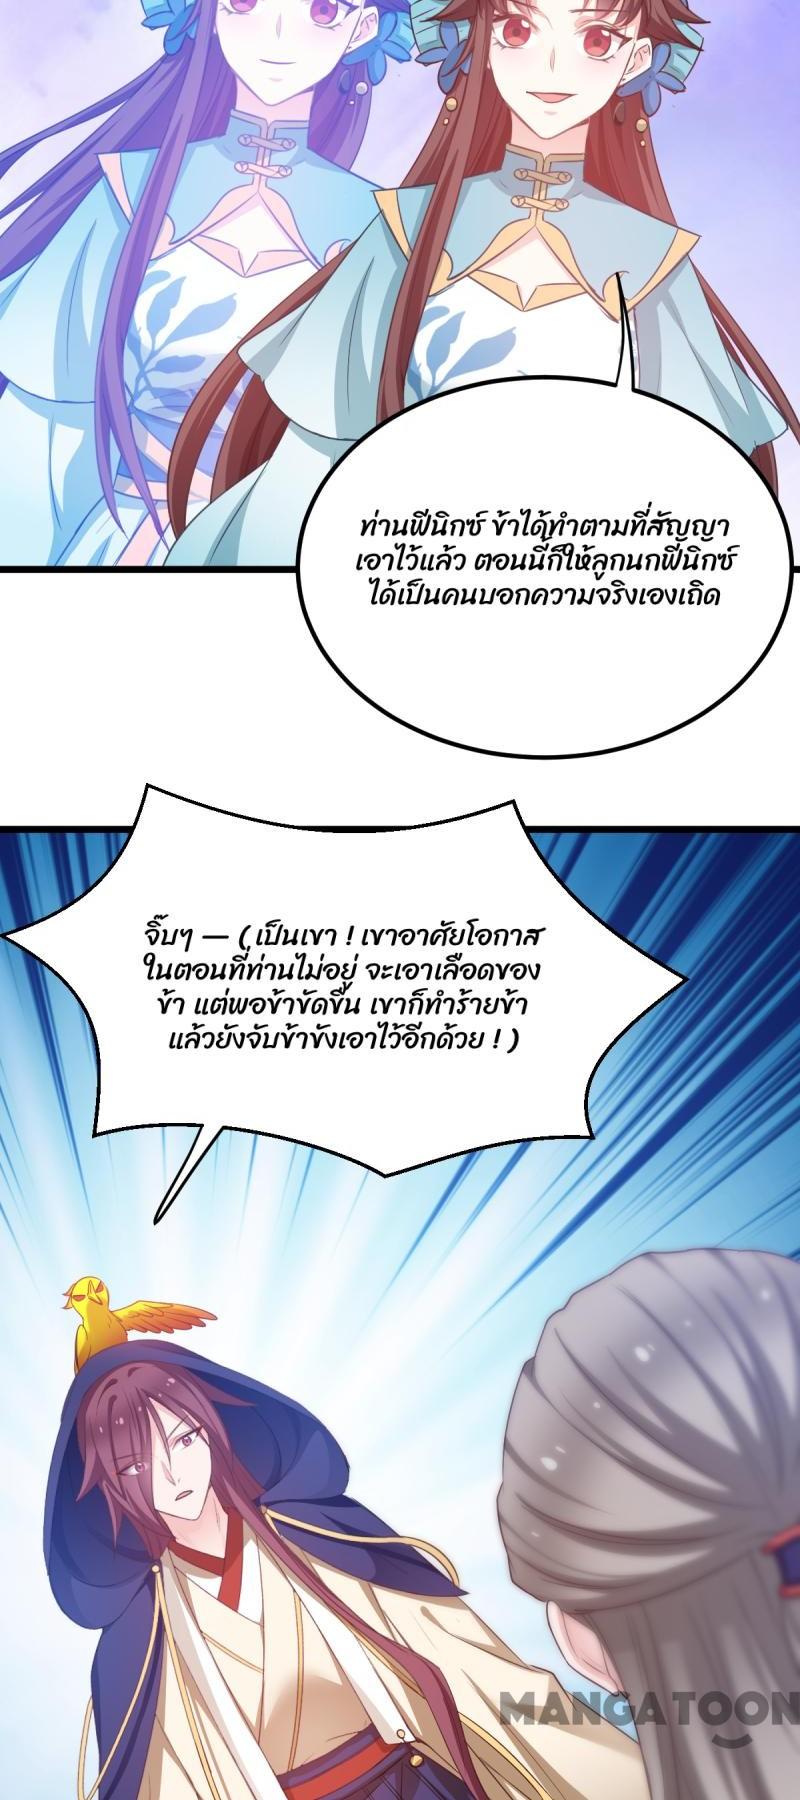 ท่านฟีนิกซ์ ข้าได้ทำตามที่สัญญา
เอาไว้แล้ว ตอนนี้ก็ให้ลูกนกฟีนิกซ์
ได้เป็นคนบอกความจริงเองเถิด
จิ๊บๆ — ( เป็นเขา ! เขาอาศัยโอกาส
ในตอนที่ท่านไม่อยู่ จะเอาเลือดของ
ข้า แต่พอข้าขัดขืน เขาก็ทำร้ายข้า
แล้วยังจับข้าขังเอาไว้อีกด้วย ! )
MANGATOON